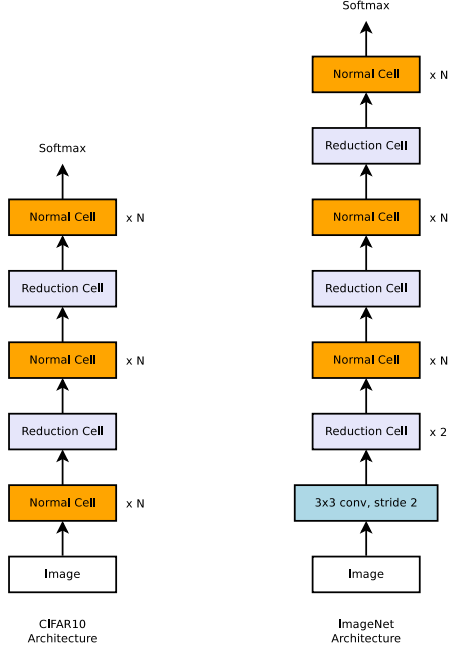 Softmax
Normal Cell
x N
Reduction Cell
Normal Cell
x N
Reduction Cell
Normal Cell
x N
Image
CIFAR10
Architecture
Softmax
Normal Cell
x N
Reduction Cell
Normal Cell
x N
Reduction Cell
Normal Cell
x N
Reduction Cell
x 2
3x3 conv, stride 2
Image
ImageNet
Architecture